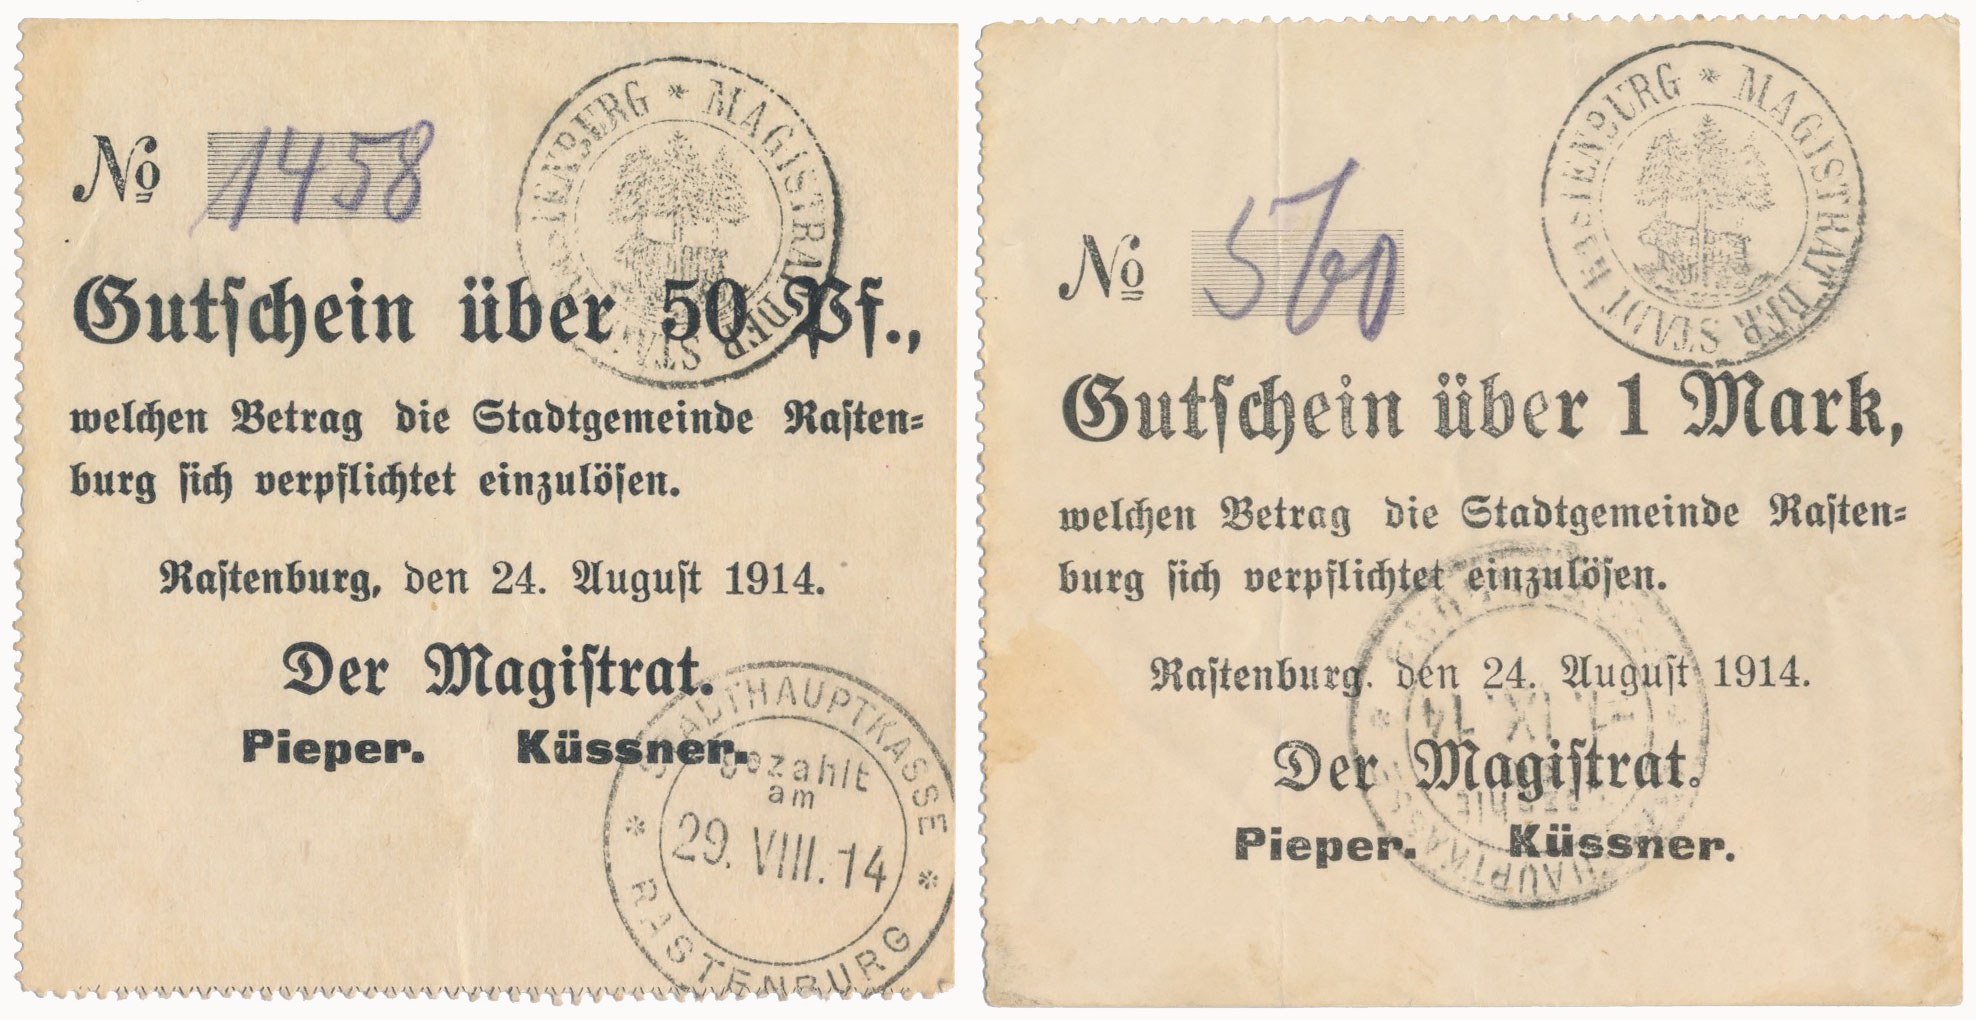 № 1458
RASTENBURG * MAGISTRAT DER STADT
Gutschein über 50 Pf.,
welchen Betrag die Stadtgemeinde Rasten=
burg sich verpflichtet einzulösen.
Rastenburg, den 24. August 1914.
Der Magistrat.
Pieper. Küssner.
STADTHAUPTKASSE
bezahlt
am
29. VIII. 14
* *
RASTENBURG
MAGISTRAT DER STADT RASTENBURG *
№ 560
Gutschein über 1 Mark,
welchen Betrag die Stadtgemeinde Rasten=
burg sich verpflichtet einzulösen.
Rastenburg, den 24. August 1914.
Der Magistrat.
Pieper. Küssner.